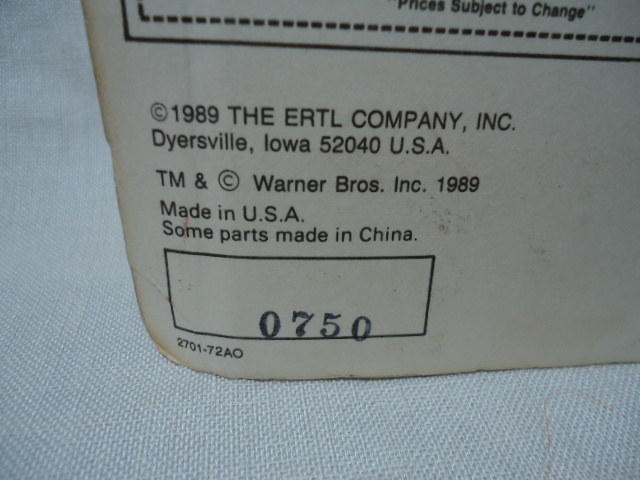 "Prices Subject to Change"
©1989 THE ERTL COMPANY, INC.
Dyersville, Iowa 52040 U.S.A.
TM & © Warner Bros. Inc. 1989
Made in U.S.A.
Some parts made in China.
0750
2701-72AO